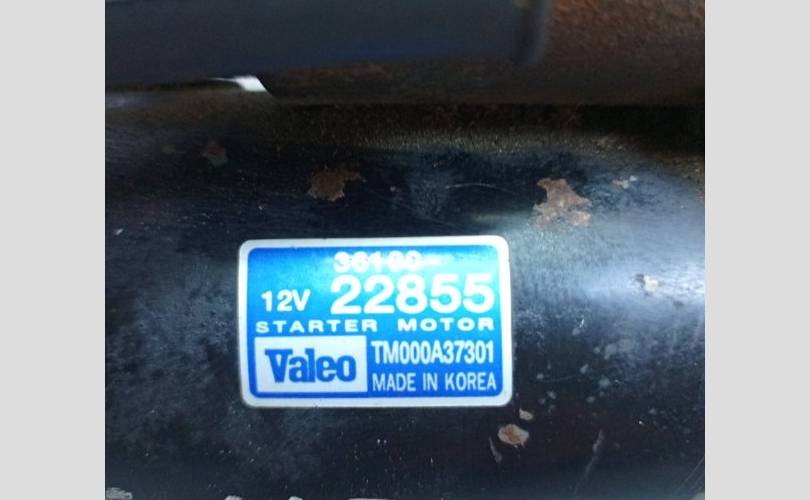 36100-
12V 22855
STARTER MOTOR
Valeo TM000A37301
MADE IN KOREA